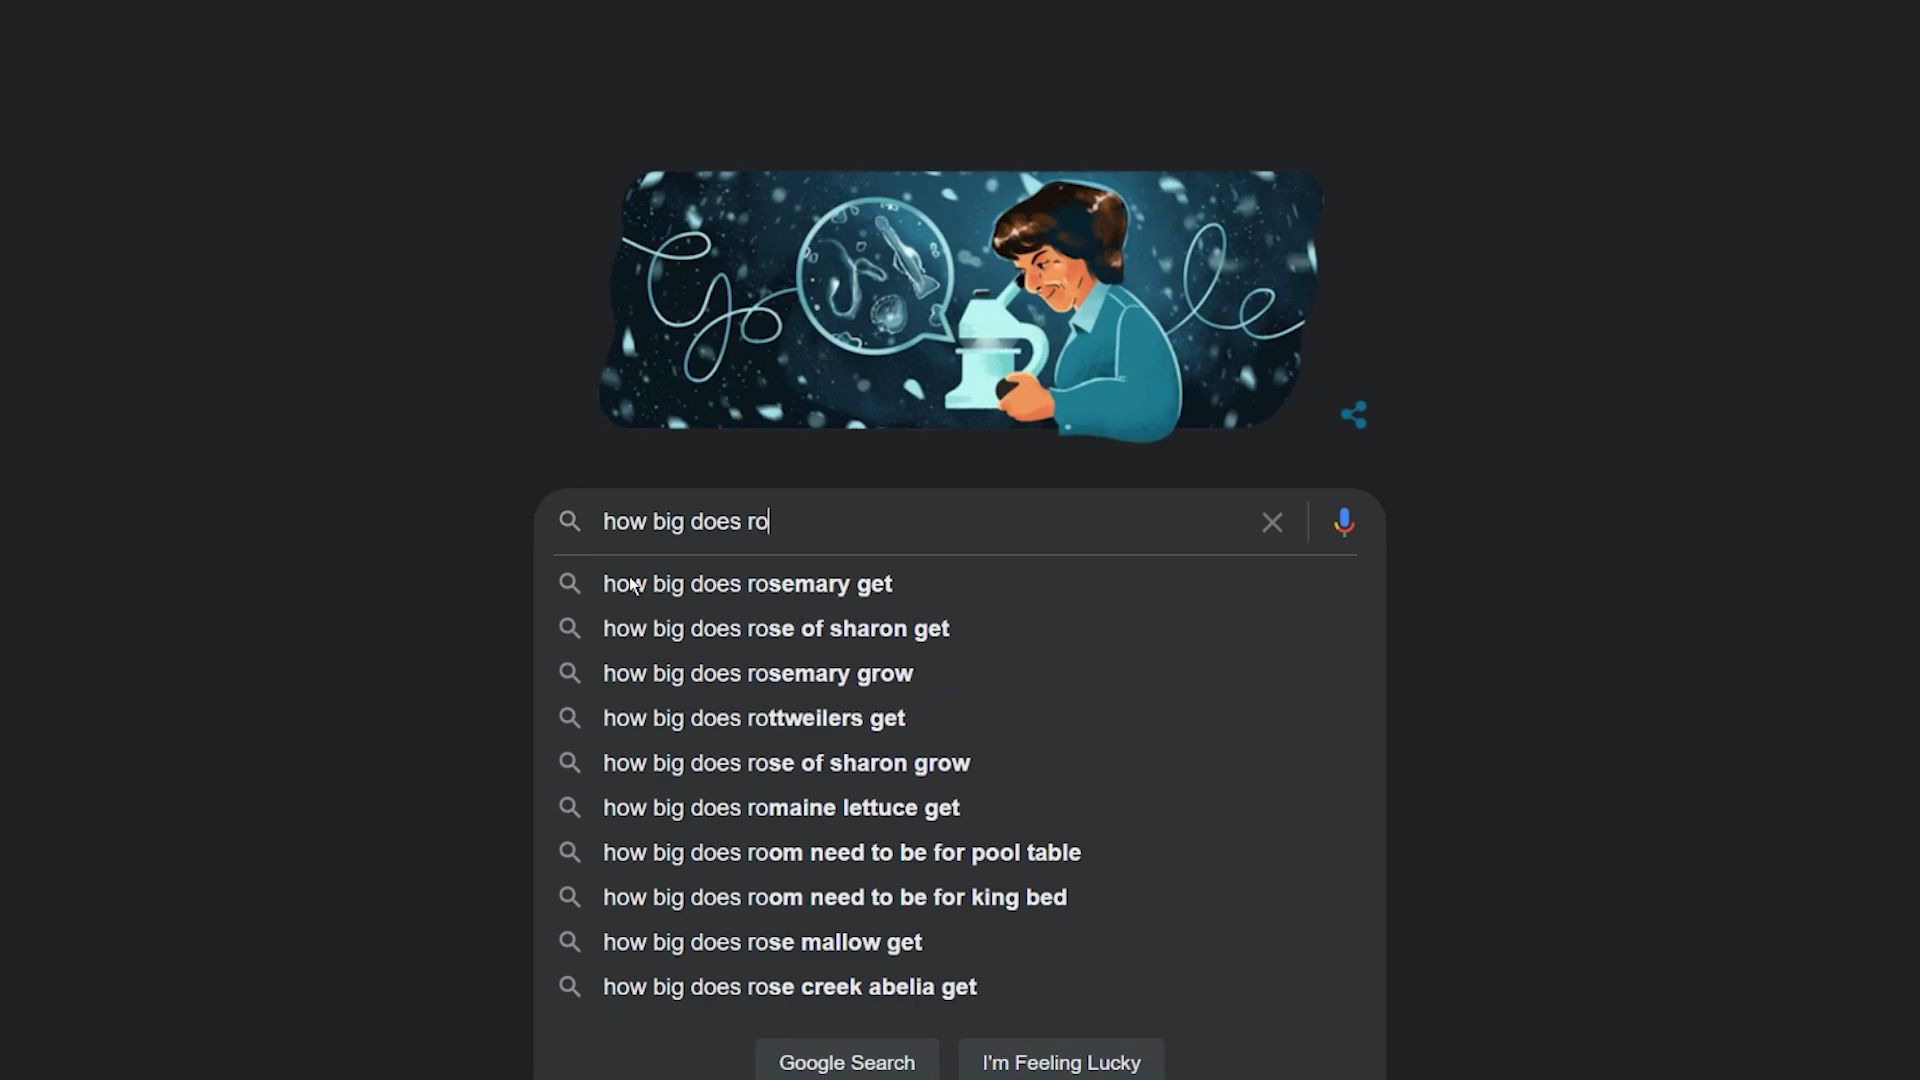 Go le
how big does ro
how big does rosemary get
how big does rose of sharon get
how big does rosemary grow
how big does rottweilers get
how big does rose of sharon grow
how big does romaine lettuce get
how big does room need to be for pool table
how big does room need to be for king bed
how big does rose mallow get
how big does rose creek abelia get
Google Search I'm Feeling Lucky